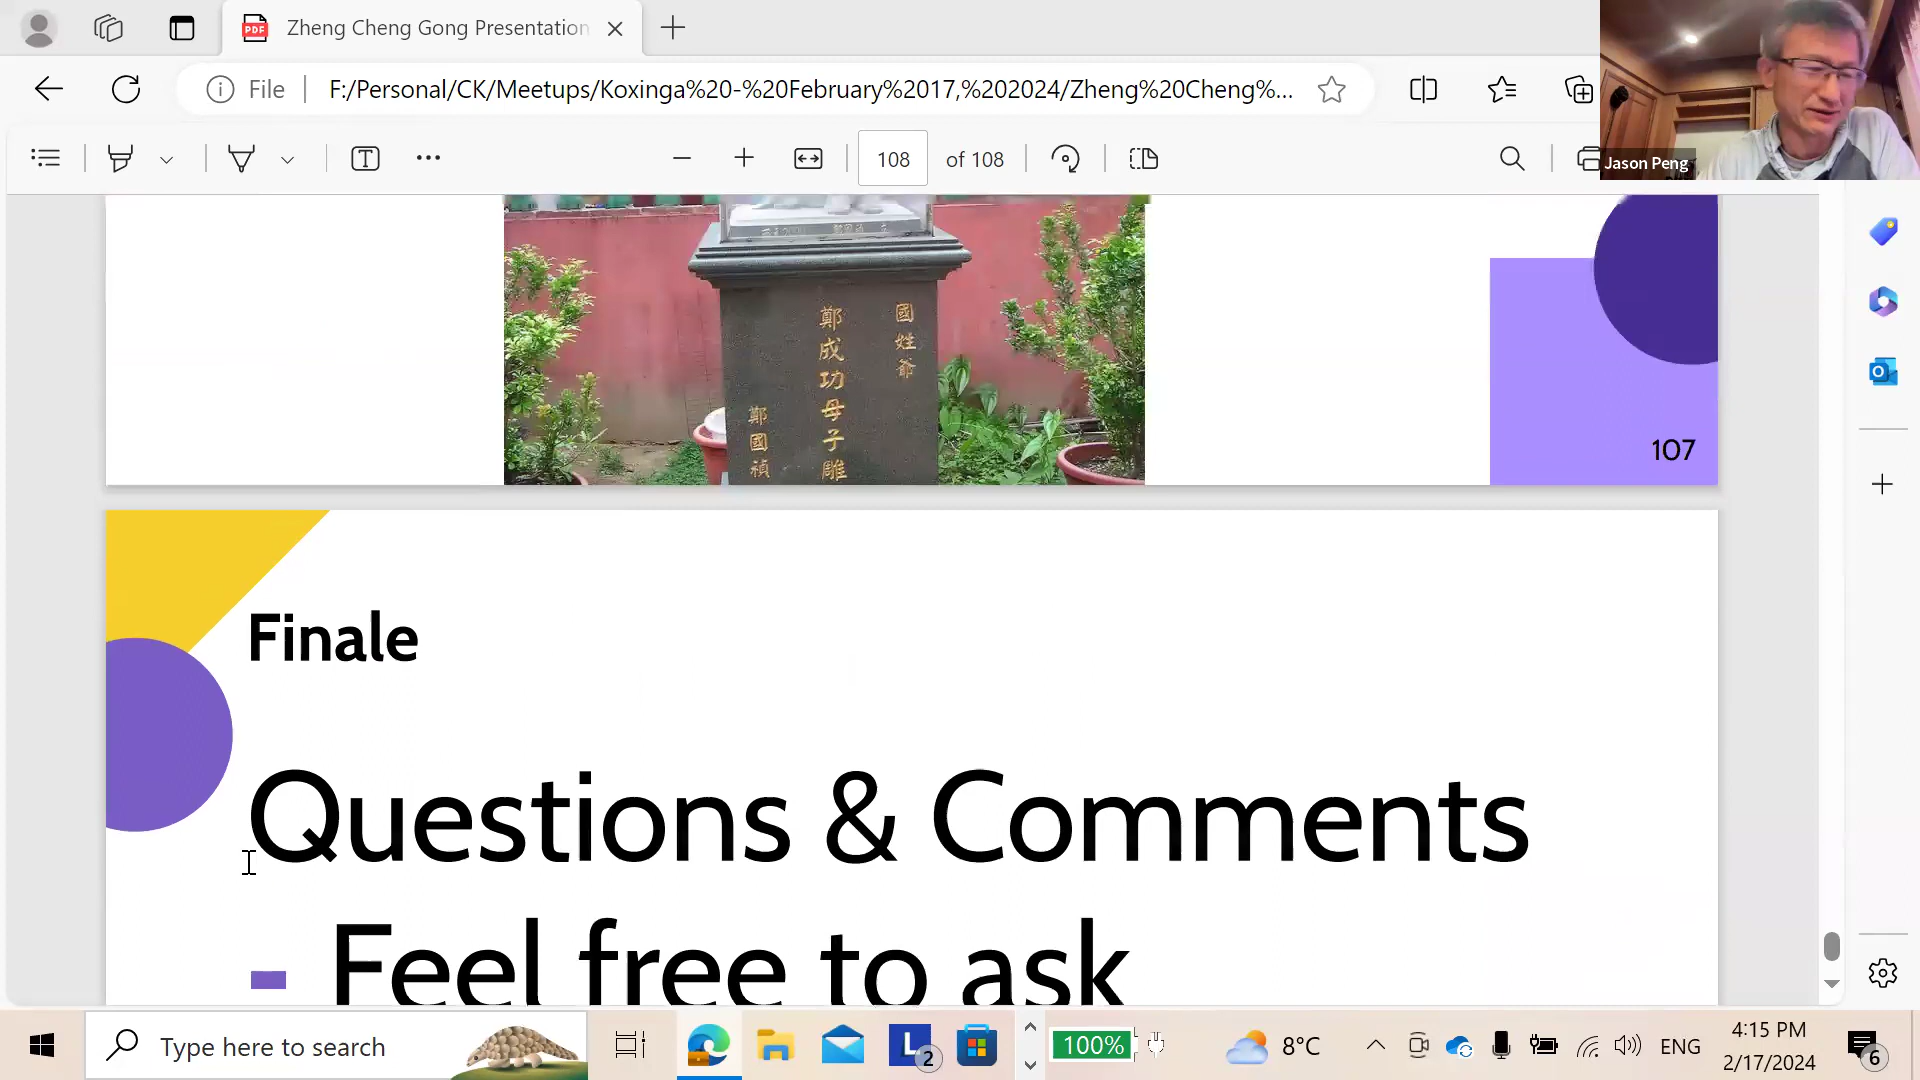 Zheng Cheng Gong Presentation
File
F:/Personal/CK/Meetups/Koxinga%20-%20February%2017,%202024/Zheng%20Cheng%...
108 of 108
Jason Peng
國姓爺
鄭成功母子雕
鄭國禎
107
Finale
Questions & Comments
- Feel free to ask
Type here to search
2
100%
8°C
ENG
4:15 PM
2/17/2024
6